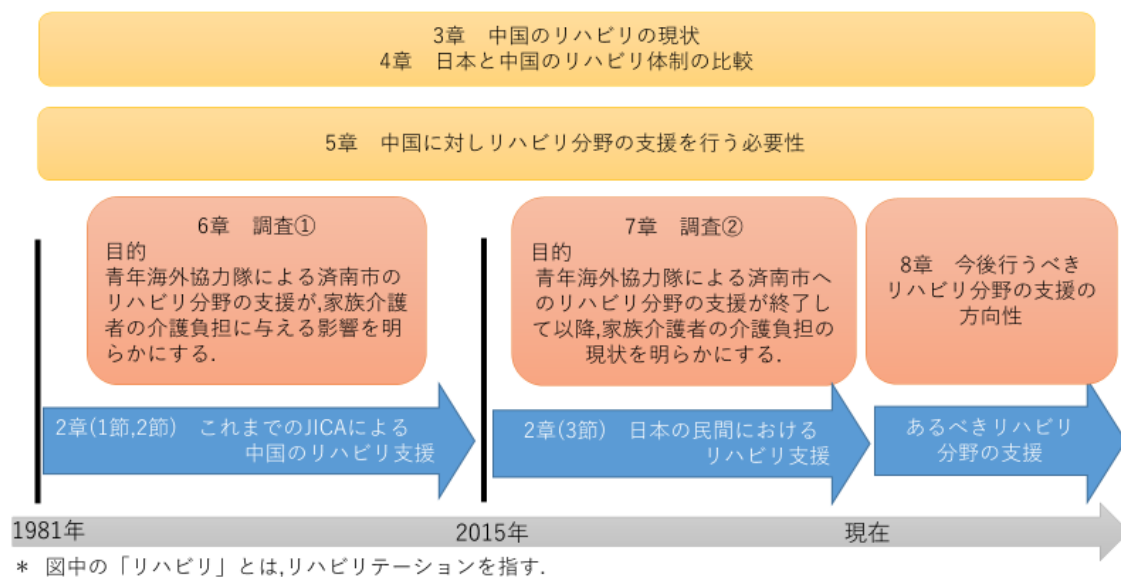 3章　中国のリハビリの現状
4章　日本と中国のリハビリ体制の比較
5章　中国に対しリハビリ分野の支援を行う必要性
6章　調査①
目的
青年海外協力隊による済南市の
リハビリ分野の支援が,家族介護
者の介護負担に与える影響を明
らかにする.
7章　調査②
目的
青年海外協力隊による済南市へ
のリハビリ分野の支援が終了し
て以降,家族介護者の介護負担の
現状を明らかにする.
8章　今後行うべき
リハビリ分野の支援の
方向性
2章(1節,2節)　これまでのJICAによる
中国のリハビリ支援
2章(3節)　日本の民間における
リハビリ支援
あるべきリハビリ
分野の支援
1981年
2015年
現在
*　図中の「リハビリ」とは,リハビリテーションを指す.